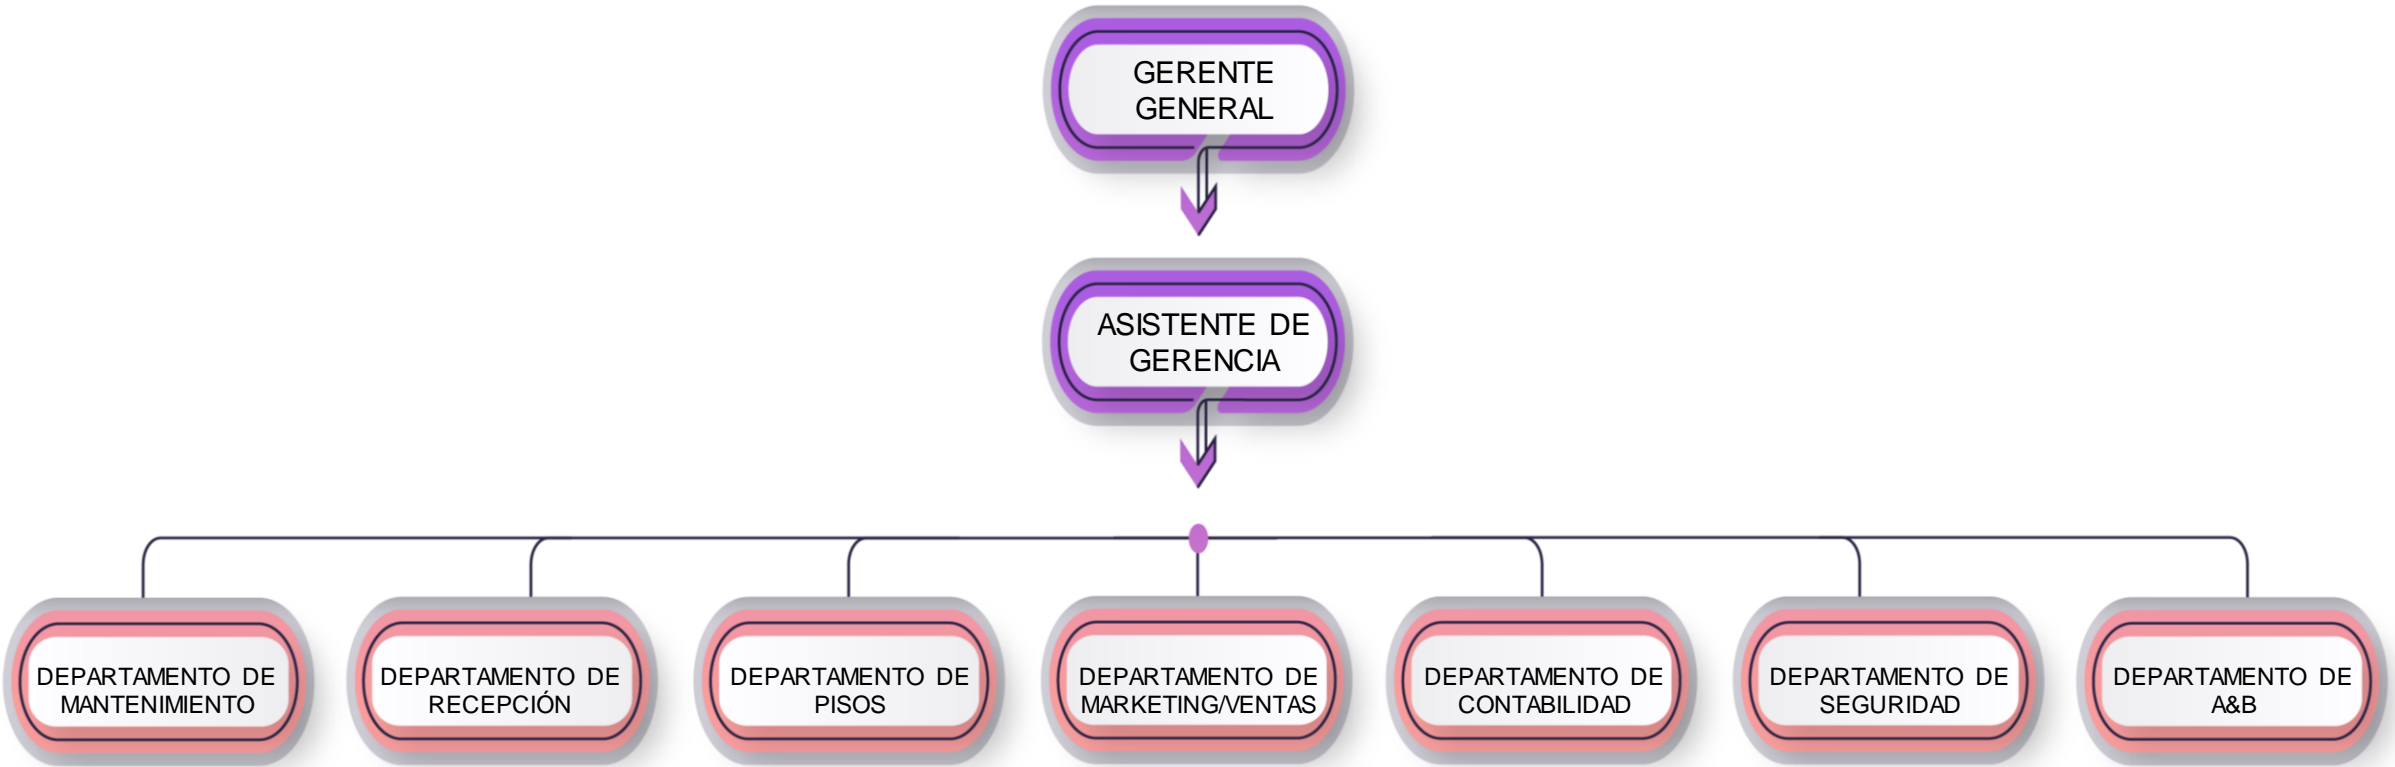 GERENTE
GENERAL
ASISTENTE DE
GERENCIA
DEPARTAMENTO DE
MANTENIMIENTO
DEPARTAMENTO DE
RECEPCIÓN
DEPARTAMENTO DE
PISOS
DEPARTAMENTO DE
MARKETING/VENTAS
DEPARTAMENTO DE
CONTABILIDAD
DEPARTAMENTO DE
SEGURIDAD
DEPARTAMENTO DE
A&B